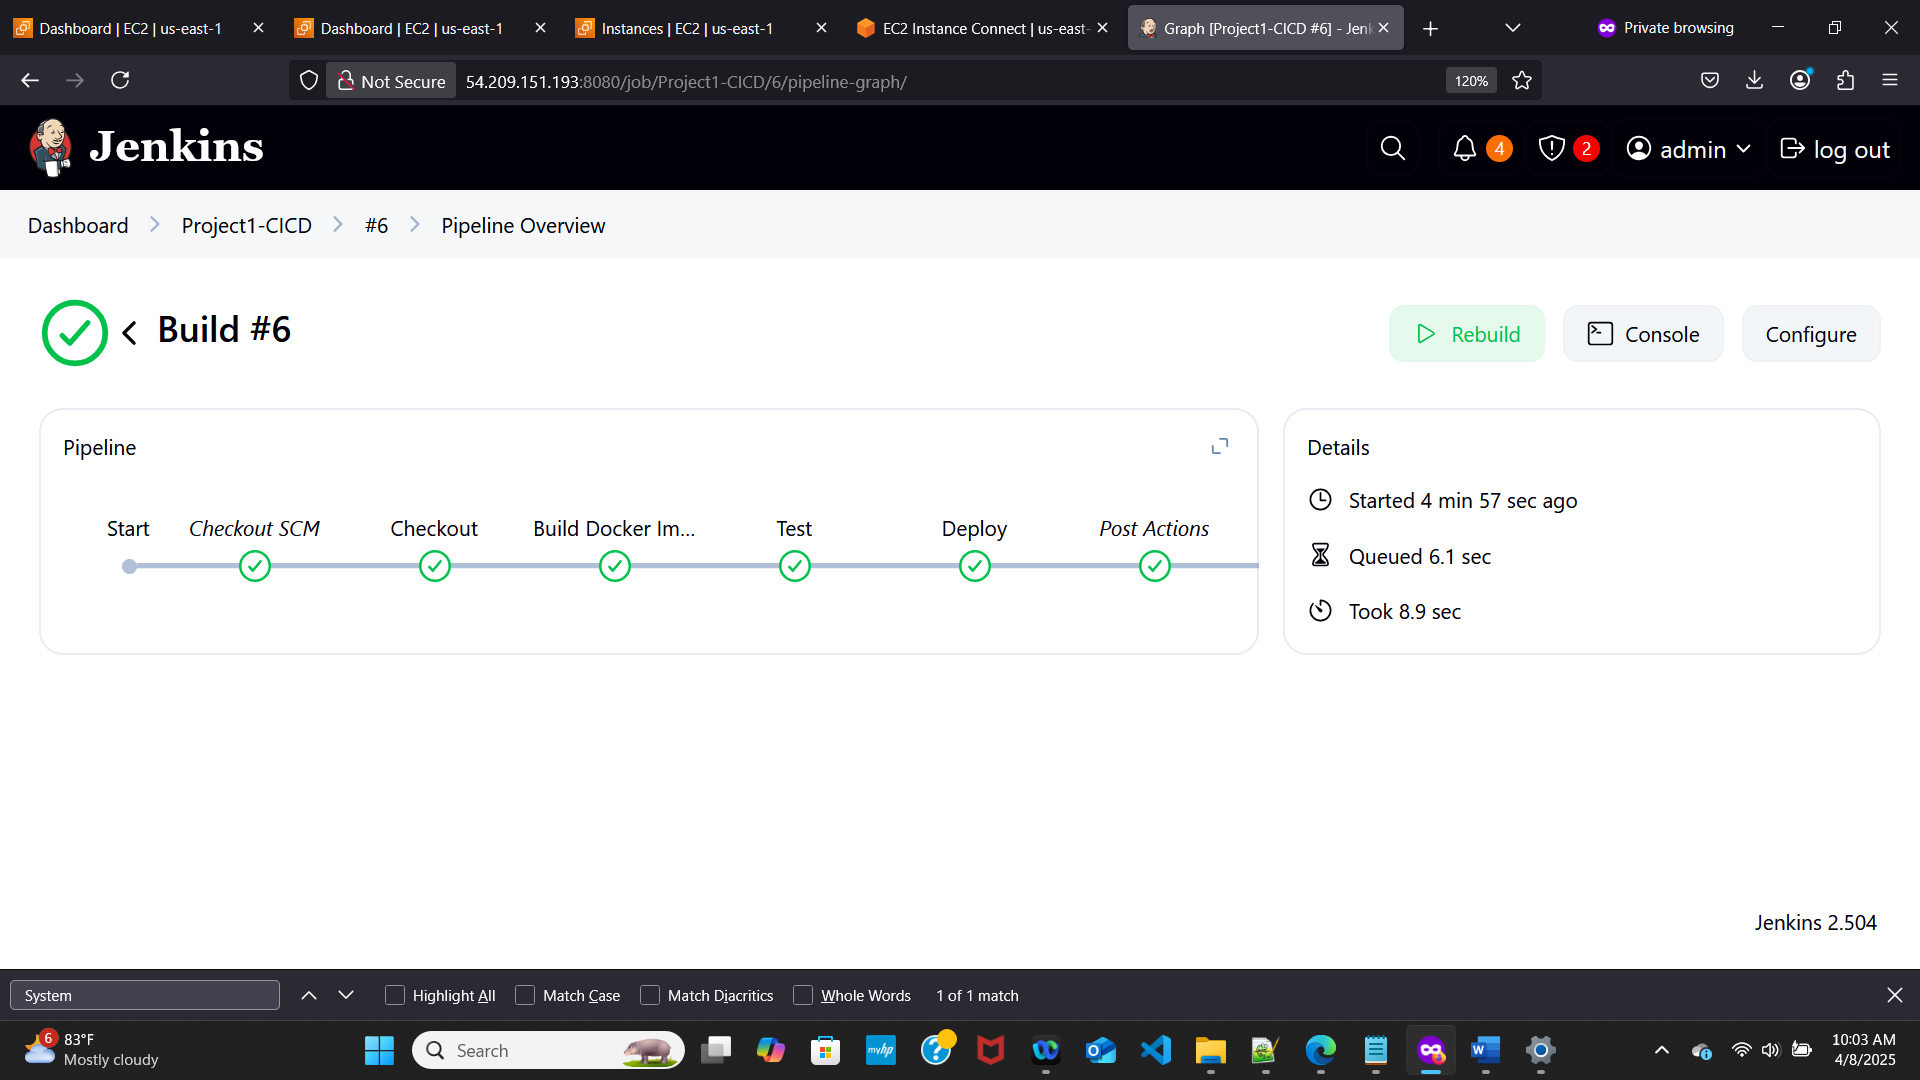 Dashboard | EC2 | us-east-1
Dashboard | EC2 | us-east-1
Instances | EC2 | us-east-1
EC2 Instance Connect | us-east-
Graph [Project1-CICD #6] - Jenk
Private browsing
Not Secure
54.209.151.193:8080/job/Project1-CICD/6/pipeline-graph/
120%
Jenkins
4
2
admin
log out
Dashboard
Project1-CICD
#6
Pipeline Overview
Build #6
Rebuild
Console
Configure
Pipeline
Start
Checkout SCM
Checkout
Build Docker Im...
Test
Deploy
Post Actions
Details
Started 4 min 57 sec ago
Queued 6.1 sec
Took 8.9 sec
Jenkins 2.504
System
Highlight All
Match Case
Match Diacritics
Whole Words
1 of 1 match
6
83°F
Mostly cloudy
Search
myhp
10:03 AM
4/8/2025